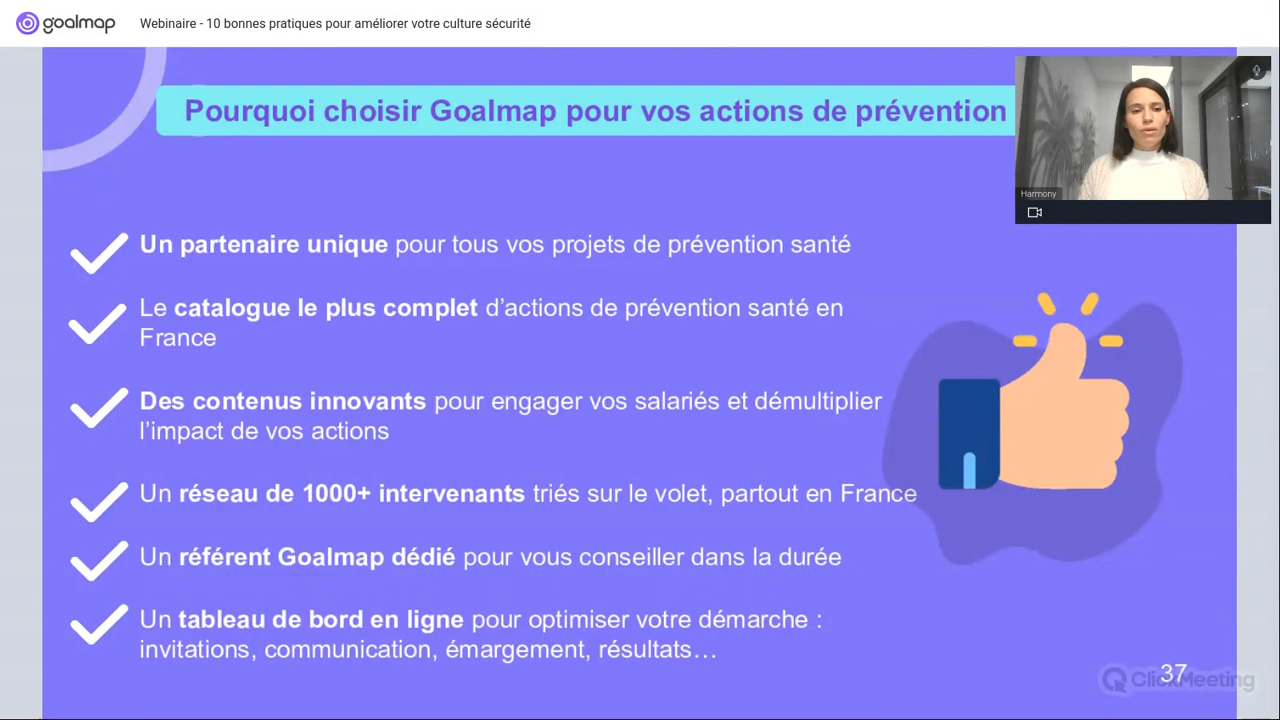 goalmap
Webinaire - 10 bonnes pratiques pour améliorer votre culture sécurité
Pourquoi choisir Goalmap pour vos actions de prévention
Harmony
Un partenaire unique pour tous vos projets de prévention santé
Le catalogue le plus complet d’actions de prévention santé en
France
Des contenus innovants pour engager vos salariés et démultiplier
l’impact de vos actions
Un réseau de 1000+ intervenants triés sur le volet, partout en France
Un référent Goalmap dédié pour vous conseiller dans la durée
Un tableau de bord en ligne pour optimiser votre démarche :
invitations, communication, émargement, résultats…
37
ClickMeeting